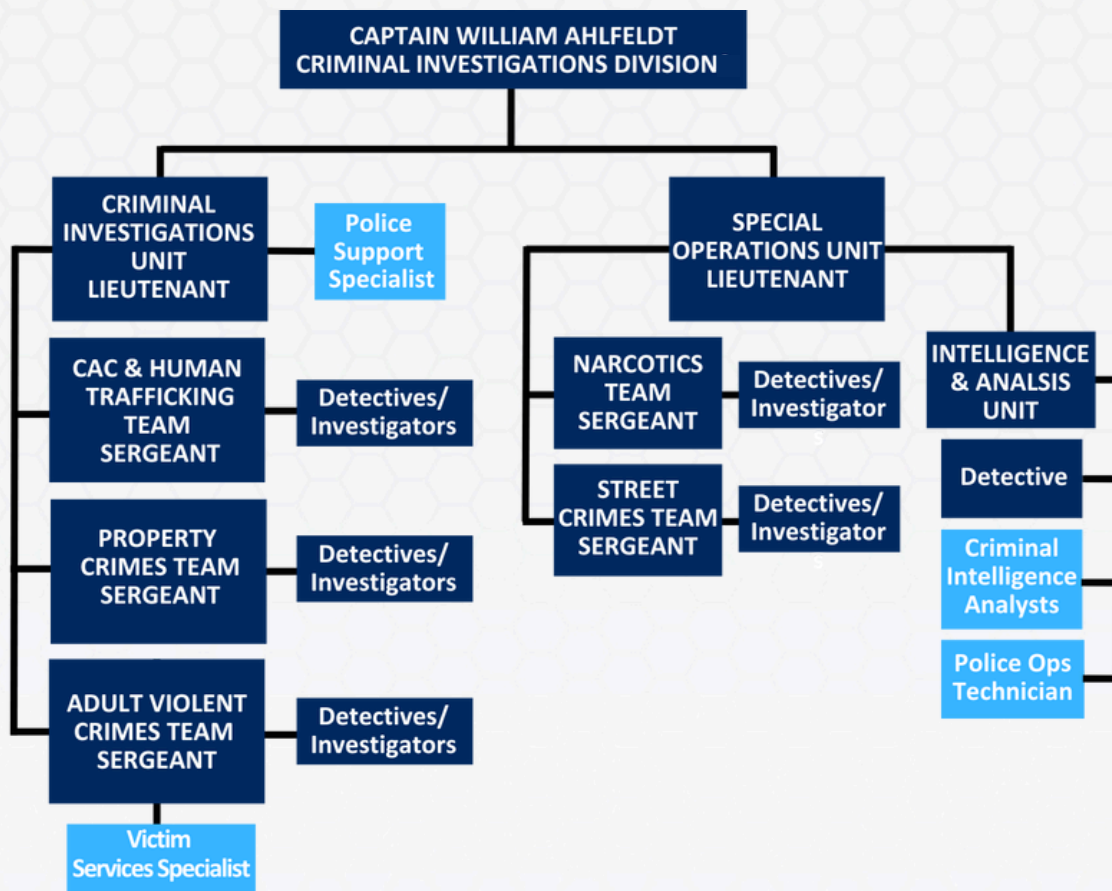 CAPTAIN WILLIAM AHLFELDT
CRIMINAL INVESTIGATIONS DIVISION
CRIMINAL
INVESTIGATIONS
UNIT
LIEUTENANT
Police
Support
Specialist
CAC & HUMAN
TRAFFICKING
TEAM
SERGEANT
Detectives/
Investigators
PROPERTY
CRIMES TEAM
SERGEANT
Detectives/
Investigators
ADULT VIOLENT
CRIMES TEAM
SERGEANT
Detectives/
Investigators
Victim
Services Specialist
SPECIAL
OPERATIONS UNIT
LIEUTENANT
NARCOTICS
TEAM
SERGEANT
Detectives/
Investigator
s
STREET
CRIMES TEAM
SERGEANT
Detectives/
Investigator
s
INTELLIGENCE
& ANALSIS
UNIT
Detective
Criminal
Intelligence
Analysts
Police Ops
Technician